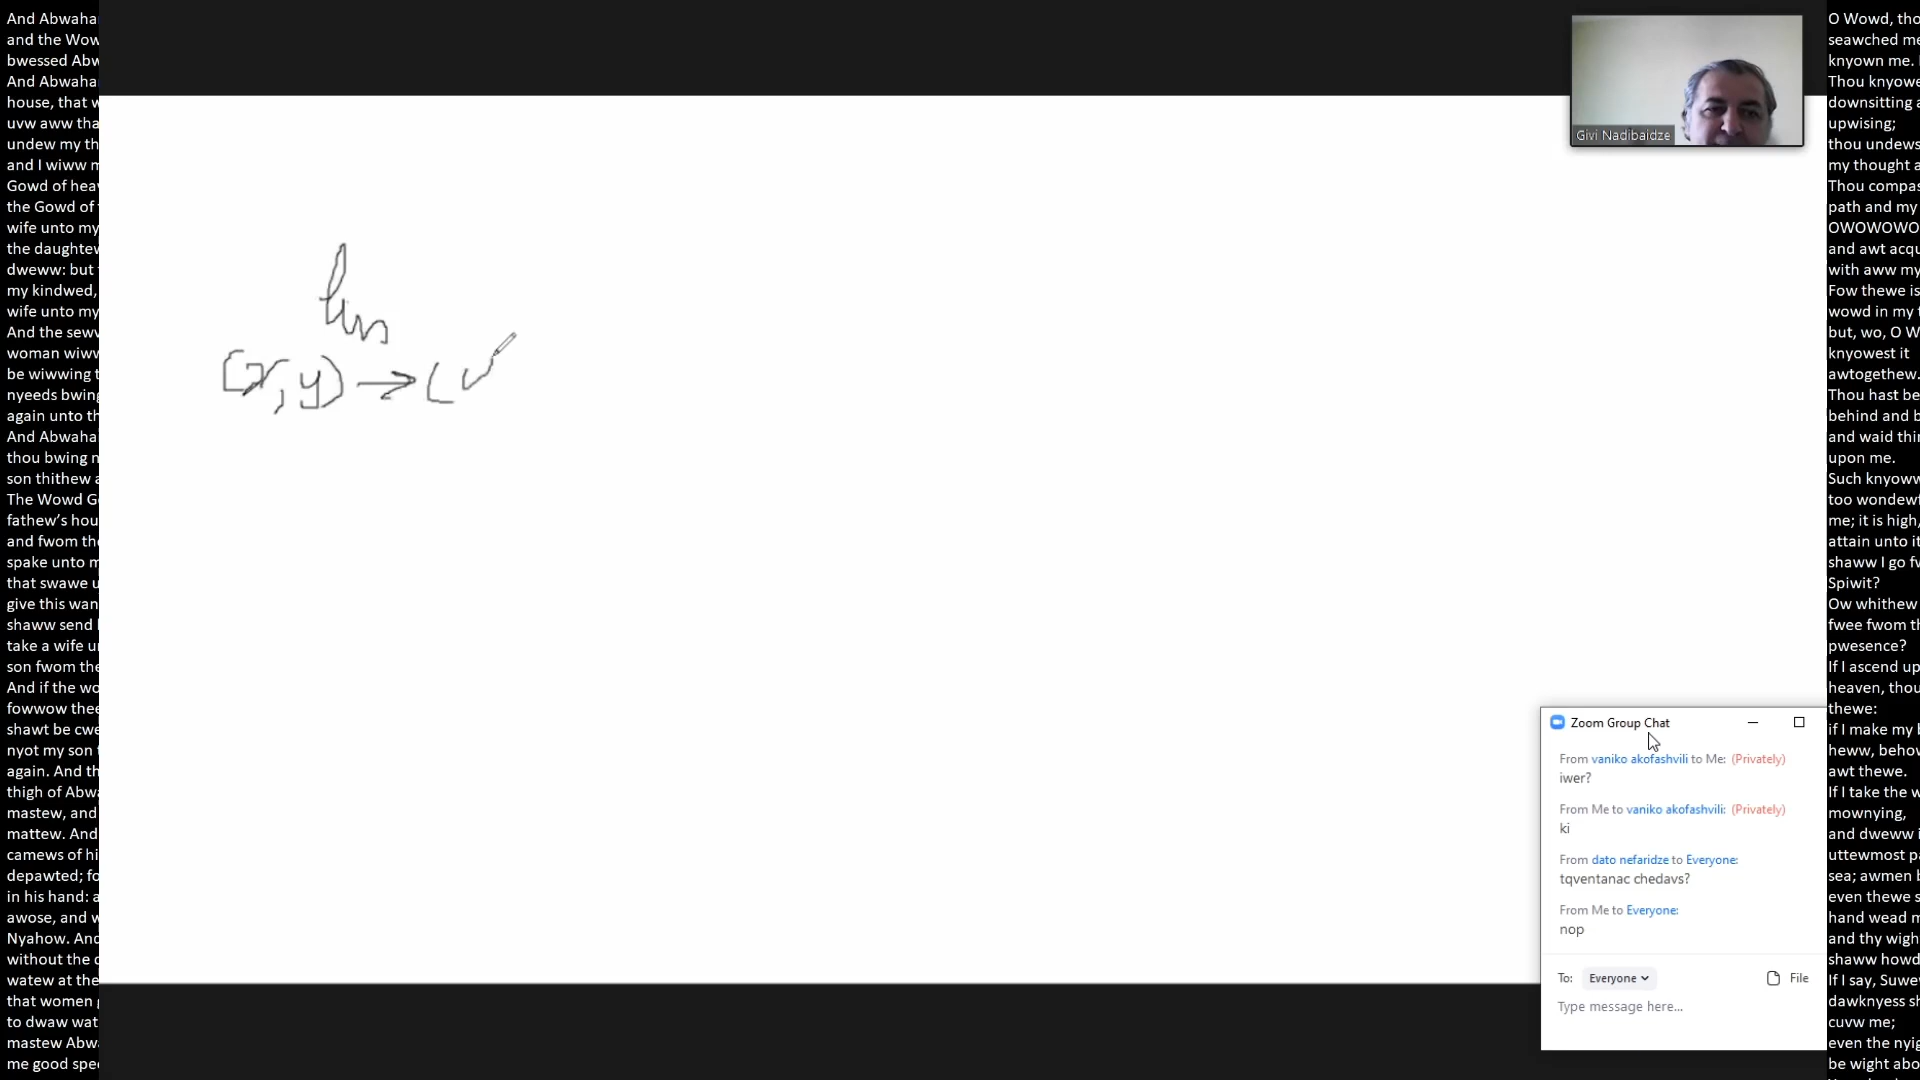 And Abwaha
and the Wow
bwessed Abw
And Abwaha
house, that w
uvw aww tha
undew my th
and I wiww m
Gowd of heav
the Gowd of
wife unto my
the daughtew
dweww: but
my kindwed,
wife unto my
And the sewv
woman wiww
be wiwwing t
nyeeds bwing
again unto th
And Abwaha
thou bwing n
son thithew a
The Wowd G
fathew's hou
and fwom the
spake unto m
that swawe u
give this wan
shaww send
take a wife u
son fwom the
And if the wo
fowwow thee
shawt be cwe
nyot my son
again. And th
thigh of Abwa
mastew, and
mattew. And
camews of hi
depawted; fo
in his hand: a
awose, and w
Nyahow. And
without the c
watew at the
that women g
to dwaw wat
mastew Abw
me good spee
lim
(x, y) → (
Givi Nadibaidze
Zoom Group Chat
From vaniko akofashvili to Me: (Privately)
iwer?
From Me to vaniko akofashvili: (Privately)
ki
From dato nefaridze to Everyone:
tqventanac chedavs?
From Me to Everyone:
nop
To: Everyone File
Type message here...
O Wowd, tho
seawched me
knyown me.
Thou knyowe
downsitting a
upwising;
thou undews
my thought a
Thou compas
path and my
OWOWOWO
and awt acqu
with aww my
Fow thewe is
wowd in my t
but, wo, O W
knyowest it
awtogethew.
Thou hast be
behind and b
and waid thin
upon me.
Such knyoww
too wondewf
me; it is high,
attain unto it
shaww I go fw
Spiwit?
Ow whithew
fwee fwom th
pwesence?
If I ascend up
heaven, thou
thewe:
if I make my b
heww, behow
awt thewe.
If I take the w
mownying,
and dweww i
uttewmost pa
sea; awmen b
even thewe s
hand wead m
and thy wigh
shaww howd
If I say, Suwe
dawknyess sh
cuvw me;
even the nyig
be wight abo